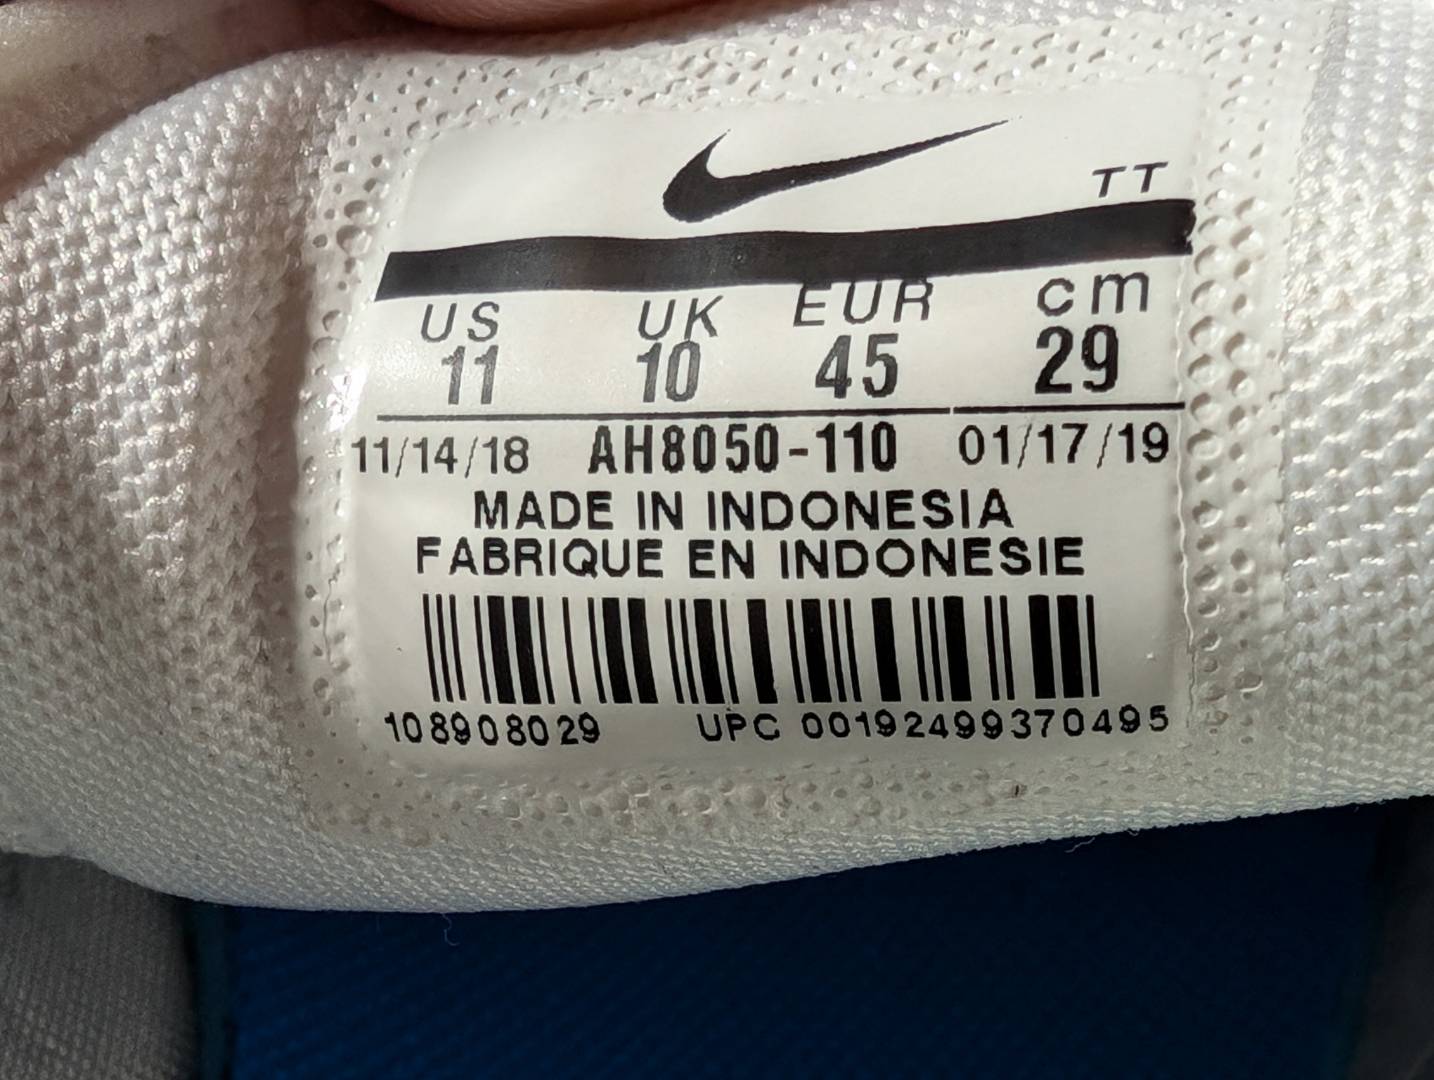 TT
US UK EUR cm
11 10 45 29
11/14/18 AH8050-110 01/17/19
MADE IN INDONESIA
FABRIQUE EN INDONESIE
108908029 UPC 00192499370495